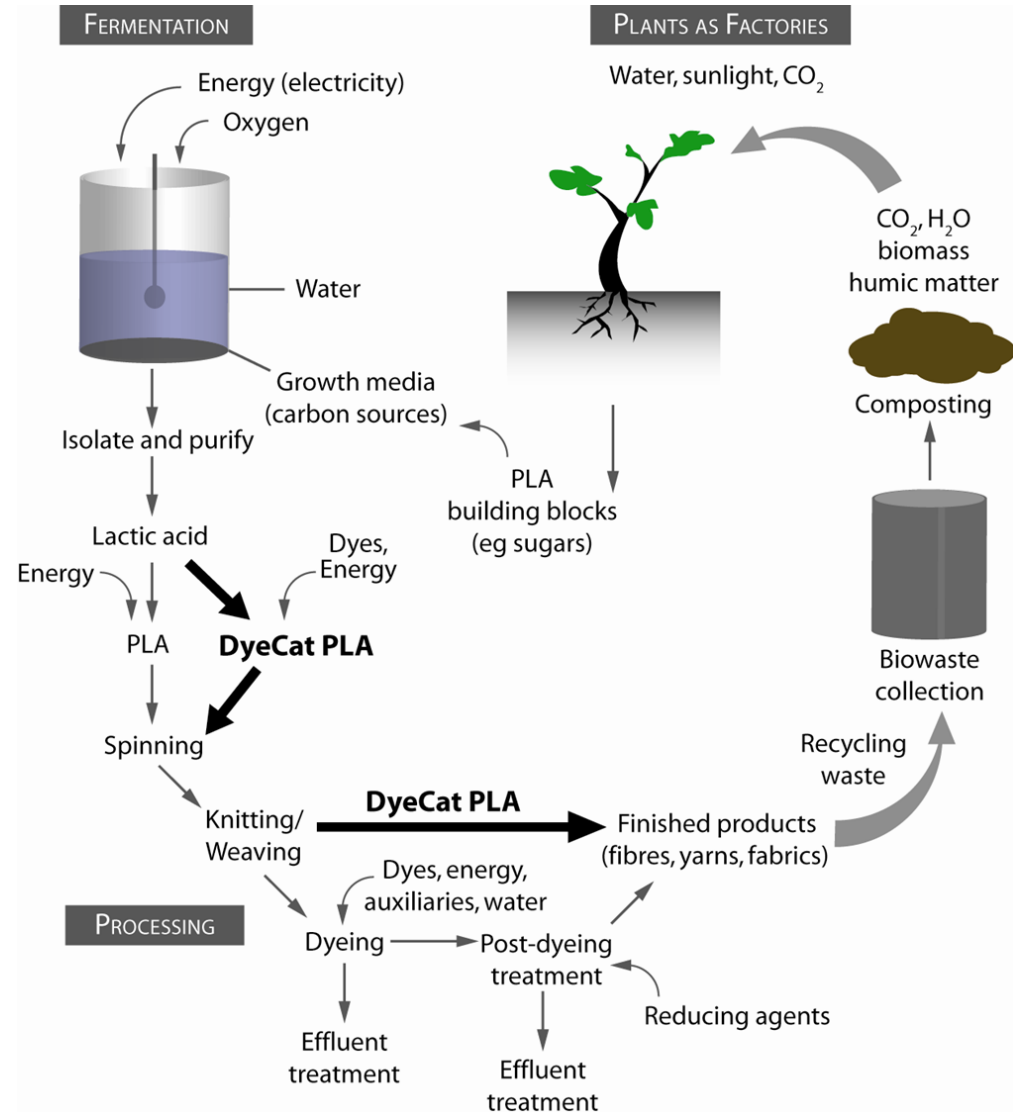 FERMENTATION
PLANTS AS FACTORIES
Energy (electricity)
Oxygen
Water
Growth media
(carbon sources)
Isolate and purify
Lactic acid
Energy
Dyes,
Energy
PLA
DyeCat PLA
Spinning
Knitting/
Weaving
DyeCat PLA
Finished products
(fibres, yarns, fabrics)
PROCESSING
Dyes, energy,
auxiliaries, water
Dyeing
Post-dyeing
treatment
Reducing agents
Effluent
treatment
Effluent
treatment
Water, sunlight, CO₂
PLA
building blocks
(eg sugars)
CO₂, H₂O
biomass
humic matter
Composting
Biowaste
collection
Recycling
waste